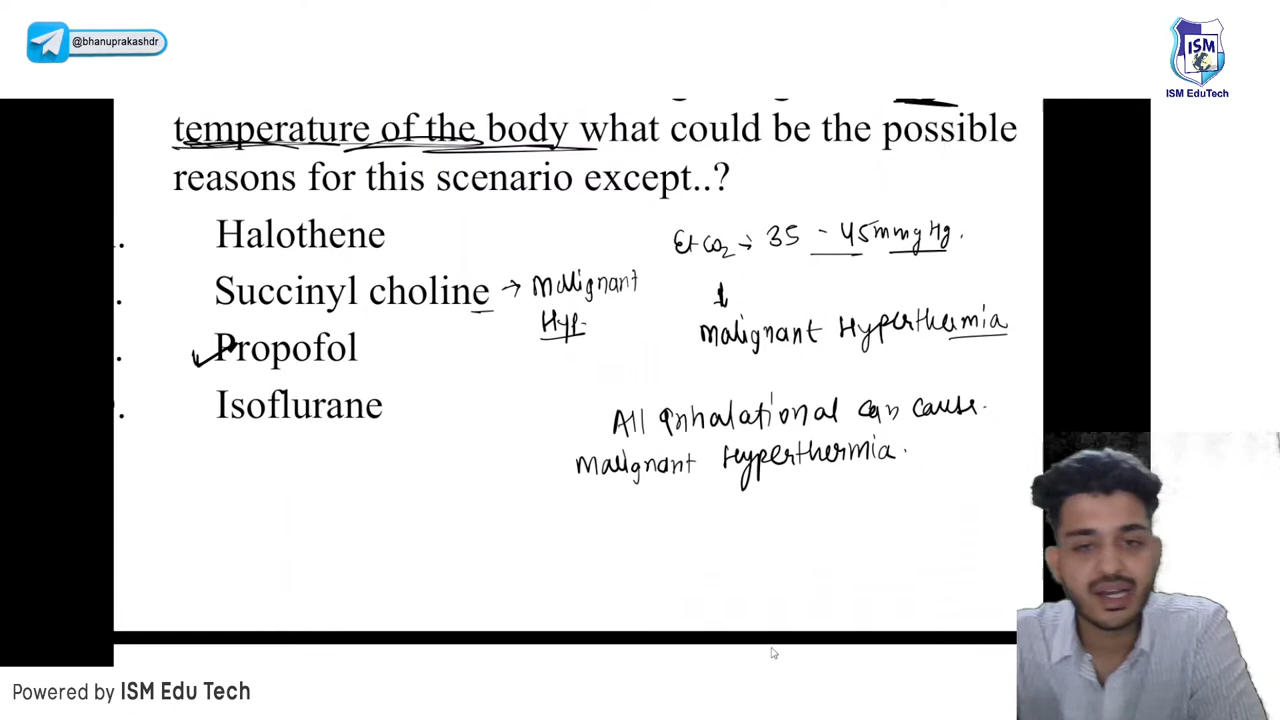 @bhanuprakashdr
ISM
ISM EduTech
temperature of the body what could be the possible
reasons for this scenario except..?
Halothene
EtCO2 → 35 - 45mmgHg.
Succinyl choline → Malignant
Hyp.
Malignant Hyperthermia
Propofol
Isoflurane
All inhalational can cause.
Malignant Hyperthermia.
Powered by ISM Edu Tech